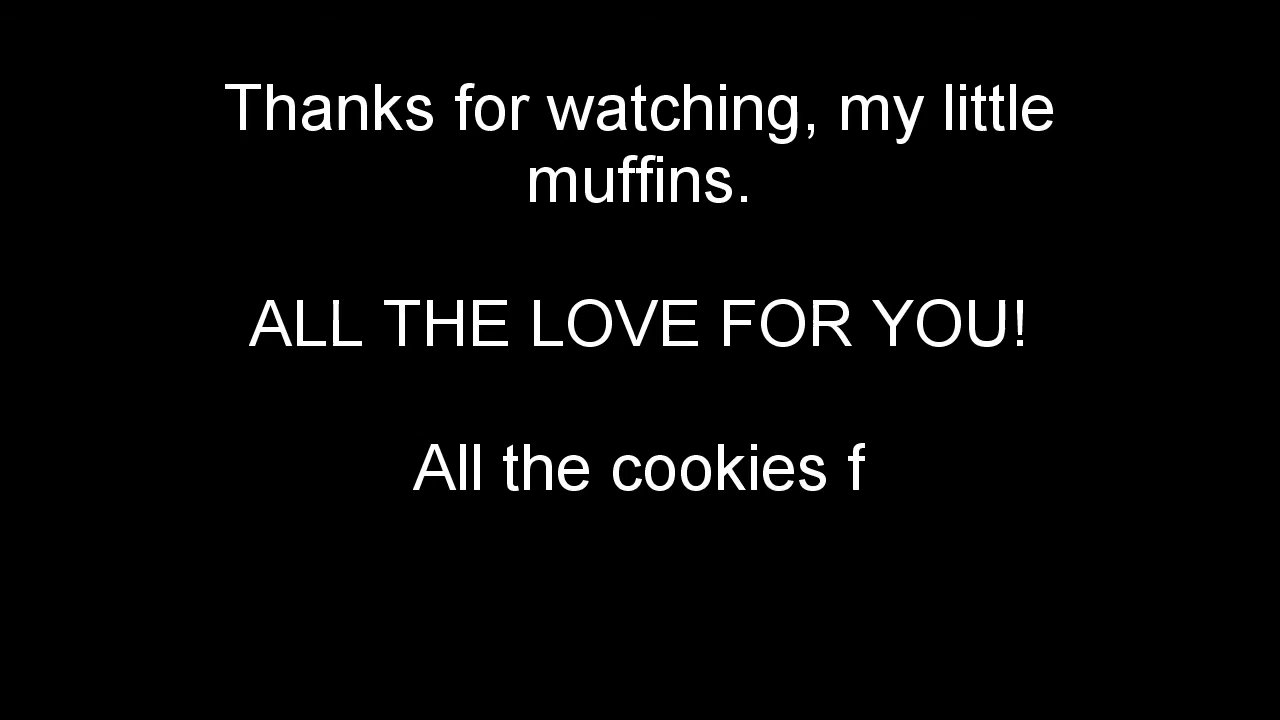 Thanks for watching, my little
muffins.
ALL THE LOVE FOR YOU!
All the cookies f